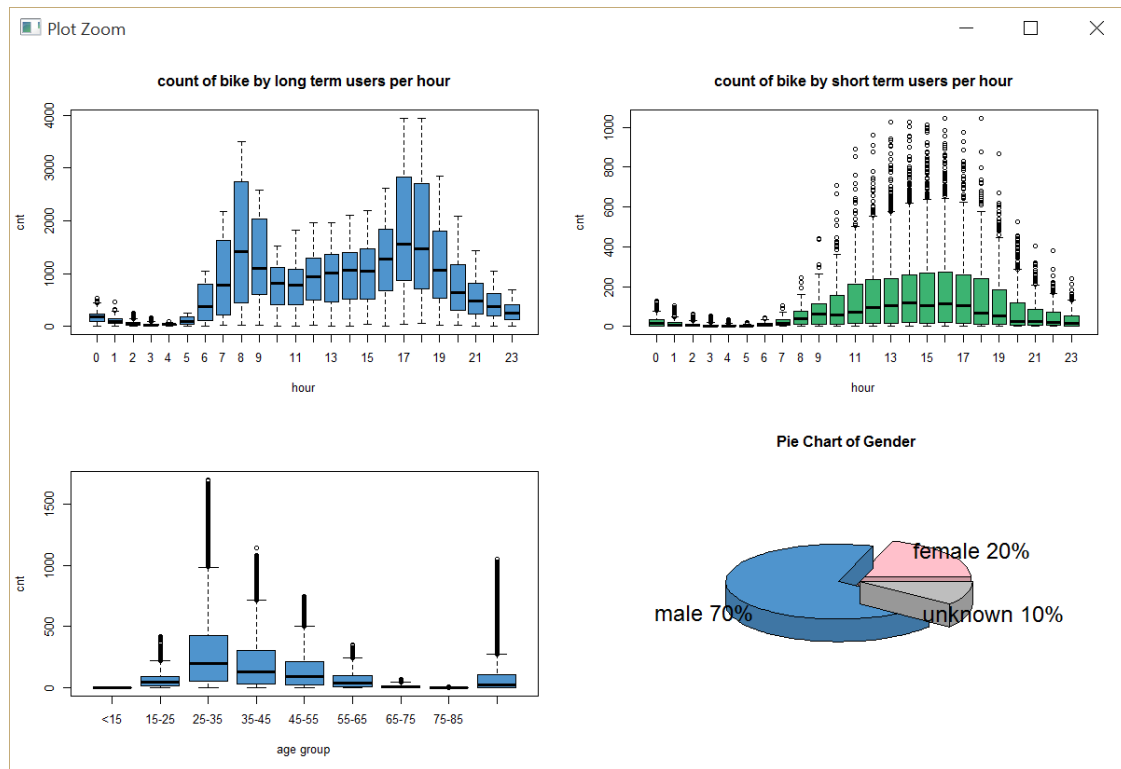 Plot Zoom
count of bike by long term users per hour
cnt
0
1000
2000
3000
4000
0 1 2 3 4 5 6 7 8 9 11 13 15 17 19 21 23
hour
count of bike by short term users per hour
cnt
0
200
400
600
800
1000
0 1 2 3 4 5 6 7 8 9 11 13 15 17 19 21 23
hour
cnt
0
500
1000
1500
<15 15-25 25-35 35-45 45-55 55-65 65-75 75-85
age group
Pie Chart of Gender
female 20%
male 70%
unknown 10%